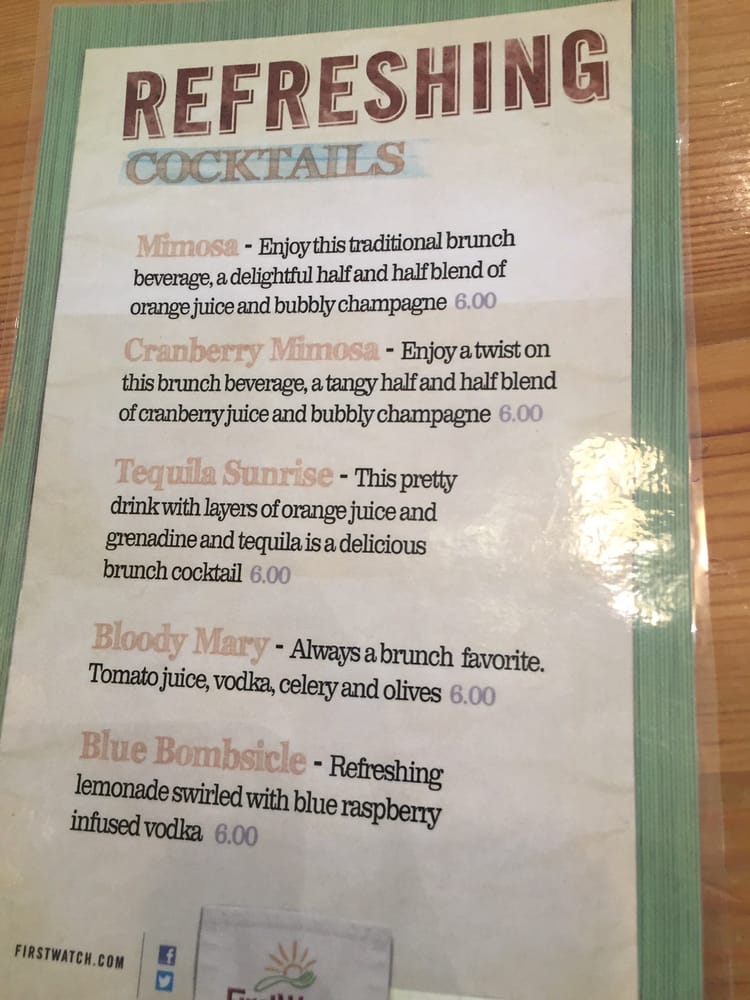 REFRESHING
COCKTAILS
Mimosa - Enjoy this traditional brunch
beverage, a delightful half and half blend of
orange juice and bubbly champagne 6.00
Cranberry Mimosa - Enjoy a twist on
this brunch beverage, a tangy half and half blend
of cranberry juice and bubbly champagne 6.00
Tequila Sunrise - This pretty
drink with layers of orange juice and
grenadine and tequila is a delicious
brunch cocktail 6.00
Bloody Mary - Always a brunch favorite.
Tomato juice, vodka, celery and olives 6.00
Blue Bombsicle - Refreshing
lemonade swirled with blue raspberry
infused vodka 6.00
FIRSTWATCH.COM